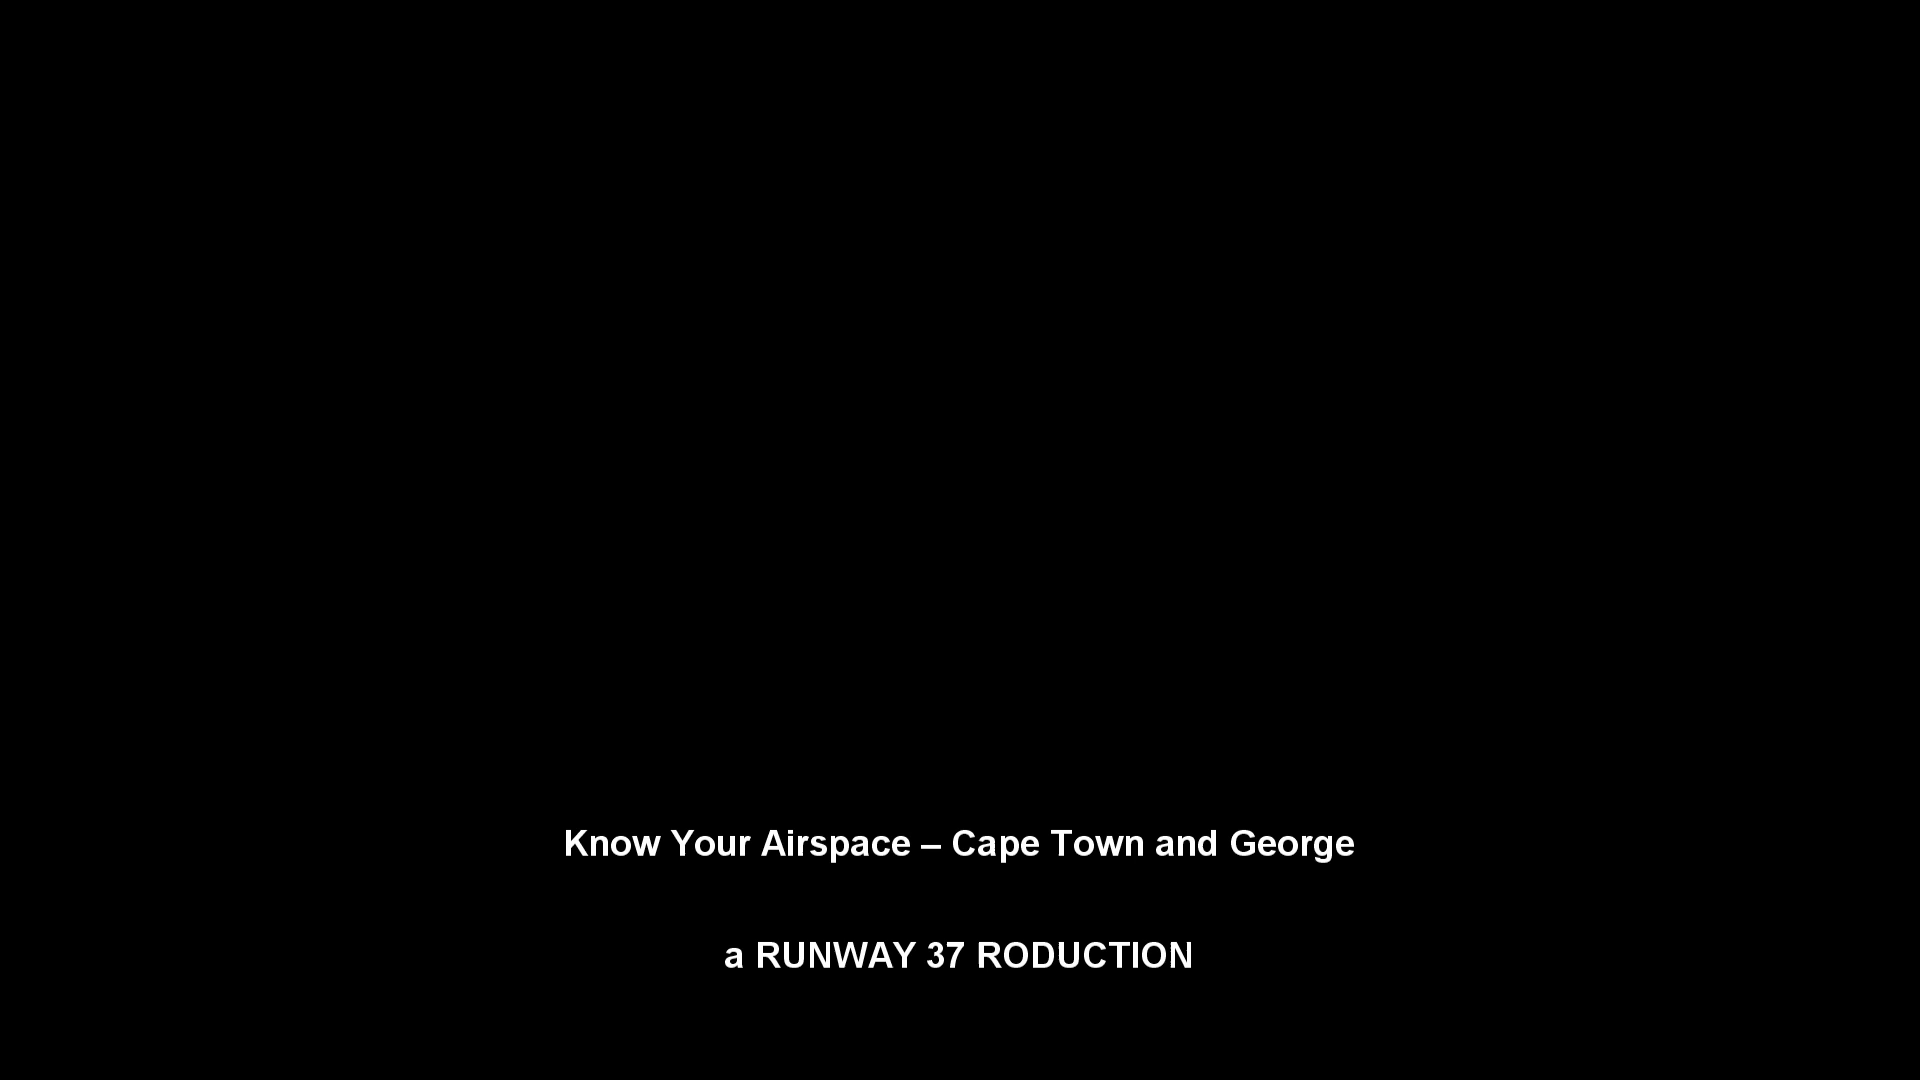 Know Your Airspace – Cape Town and George
a RUNWAY 37 RODUCTION